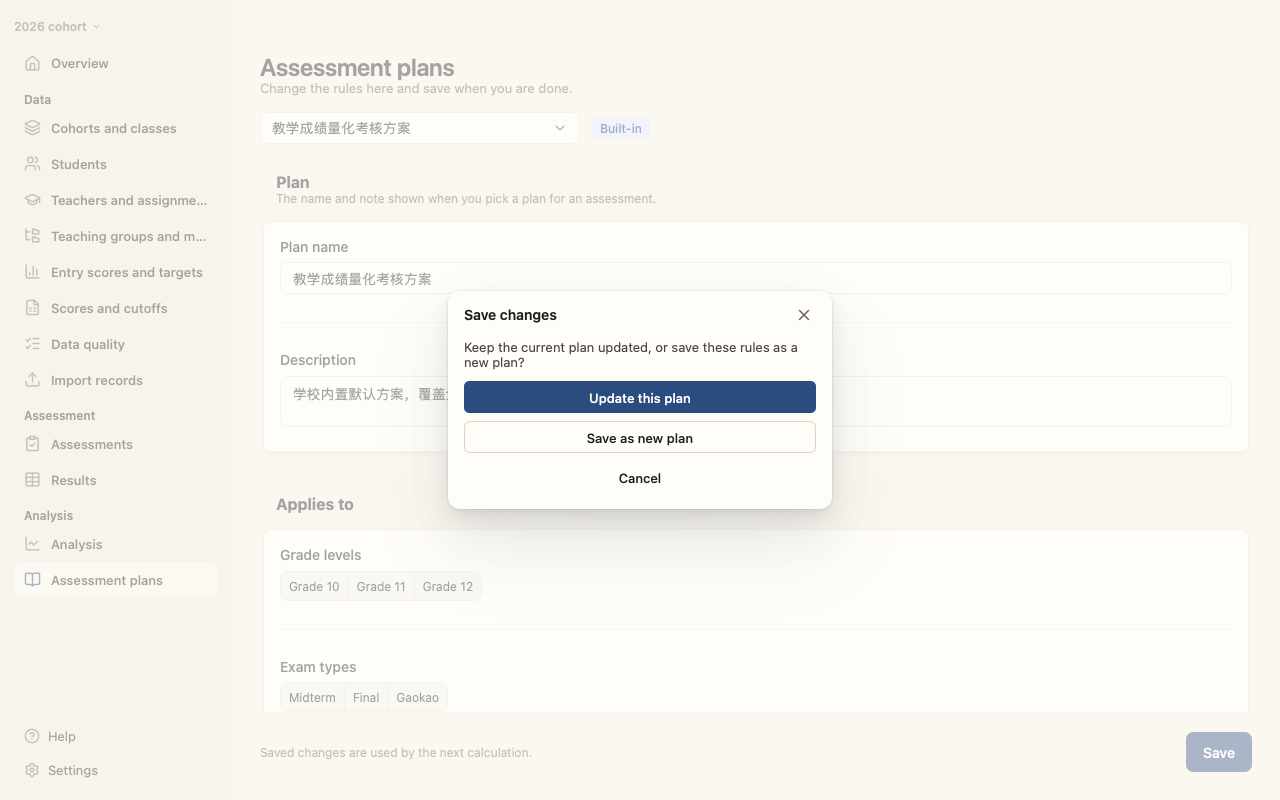 2026 cohort
Overview
Data
Cohorts and classes
Students
Teachers and assignme...
Teaching groups and m...
Entry scores and targets
Scores and cutoffs
Data quality
Import records
Assessment
Assessments
Results
Analysis
Analysis
Assessment plans
Help
Settings
Assessment plans
Change the rules here and save when you are done.
教学成绩量化考核方案
Built-in
Plan
The name and note shown when you pick a plan for an assessment.
Plan name
教学成绩量化考核方案
Description
学校内置默认方案，覆盖
Save changes
Keep the current plan updated, or save these rules as a
new plan?
Update this plan
Save as new plan
Cancel
Applies to
Grade levels
Grade 10 Grade 11 Grade 12
Exam types
Midterm Final Gaokao
Saved changes are used by the next calculation.
Save